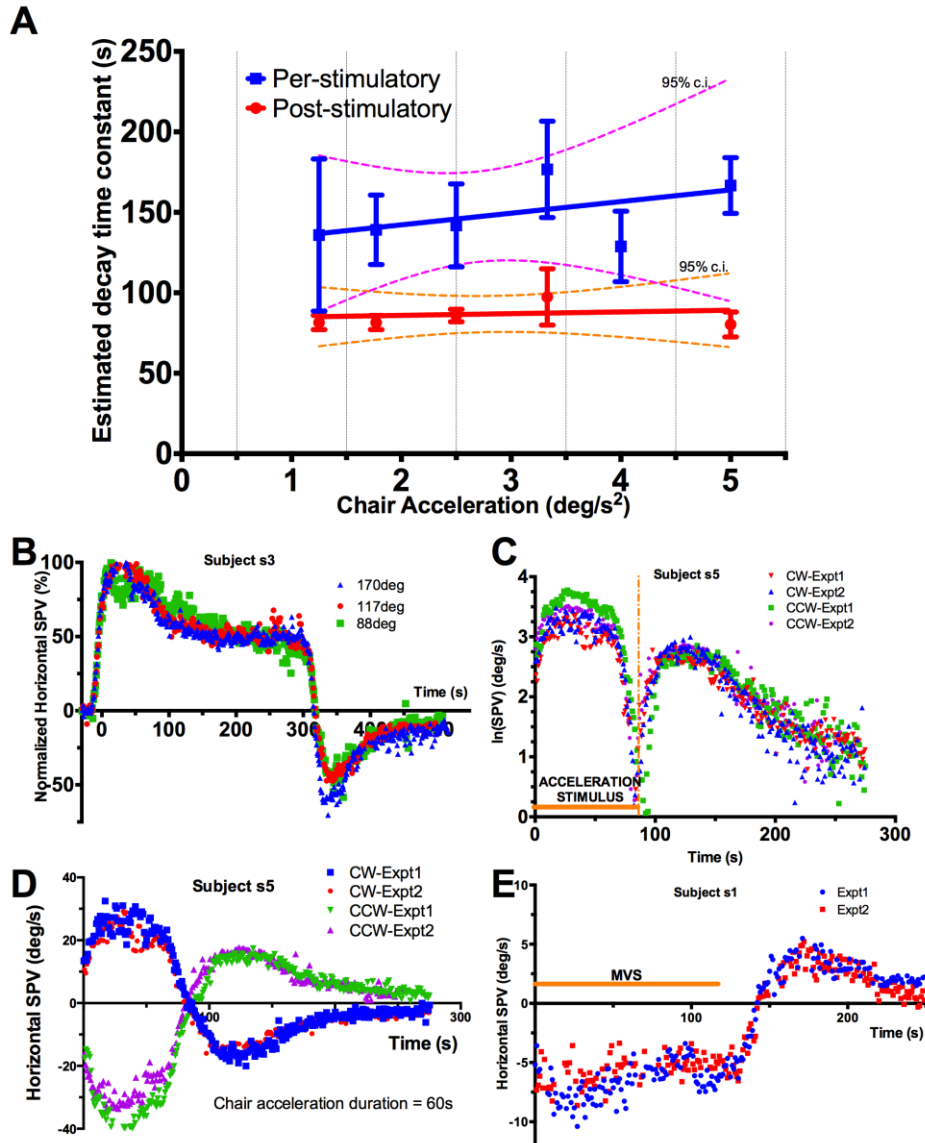 A
Estimated decay time constant (s)
250
200
150
100
50
0
Per-stimulatory
Post-stimulatory
95% c.i.
95% c.i.
0 1 2 3 4 5
Chair Acceleration (deg/s²)
B
Subject s3
Normalized Horizontal SPV (%)
100
50
0
-50
170deg
117deg
88deg
Time (s)
0 100 200 300 400
C
Subject s5
ln(SPV) (deg/s)
5
4
3
2
1
0
CW-Expt1
CW-Expt2
CCW-Expt1
CCW-Expt2
ACCELERATION
STIMULUS
0 100 200 300
Time (s)
D
Subject s5
Horizontal SPV (deg/s)
40
20
0
-20
-40
CW-Expt1
CW-Expt2
CCW-Expt1
CCW-Expt2
100 300
Time (s)
Chair acceleration duration = 60s
E
Subject s1
Horizontal SPV (deg/s)
10
5
0
-5
-10
Expt1
Expt2
MVS
100 200
Time (s)